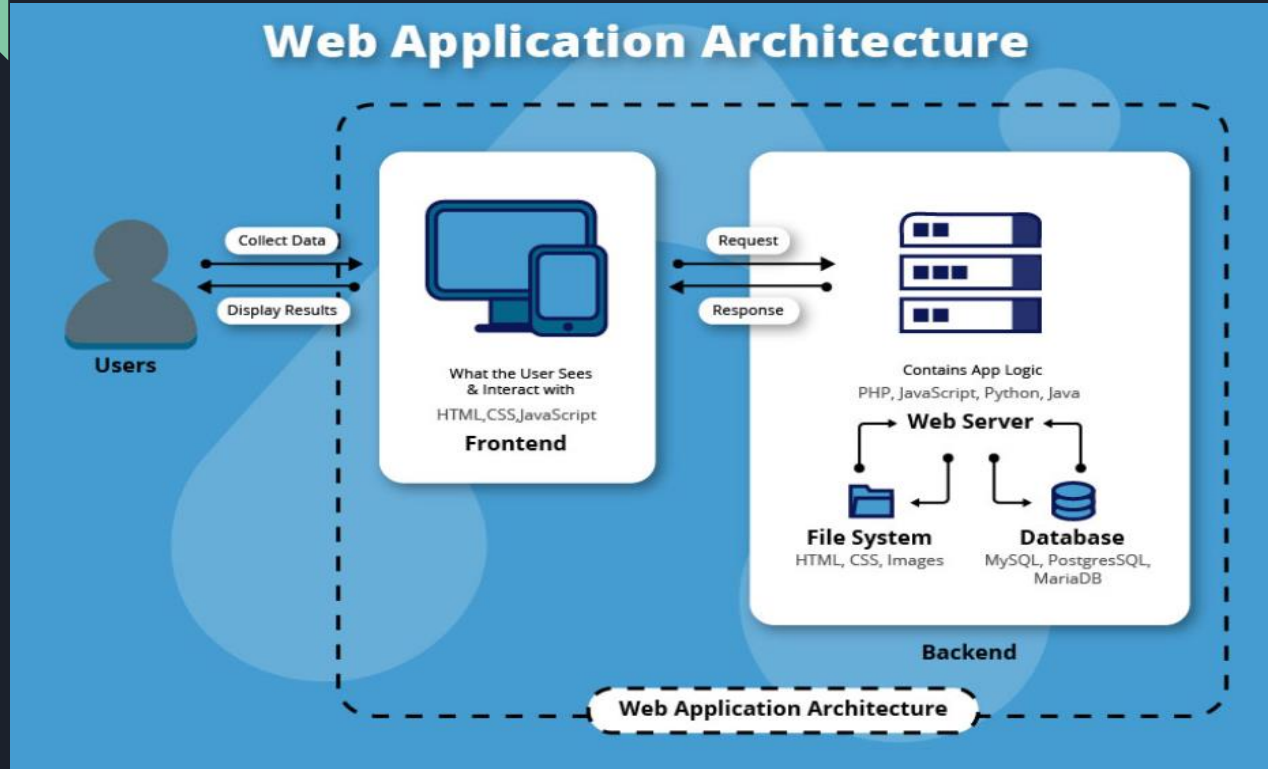 Web Application Architecture
Collect Data
Display Results
Users
What the User Sees
& Interact with
HTML,CSS,JavaScript
Frontend
Request
Response
Contains App Logic
PHP, JavaScript, Python, Java
Web Server
File System
HTML, CSS, Images
Database
MySQL, PostgresSQL,
MariaDB
Backend
Web Application Architecture